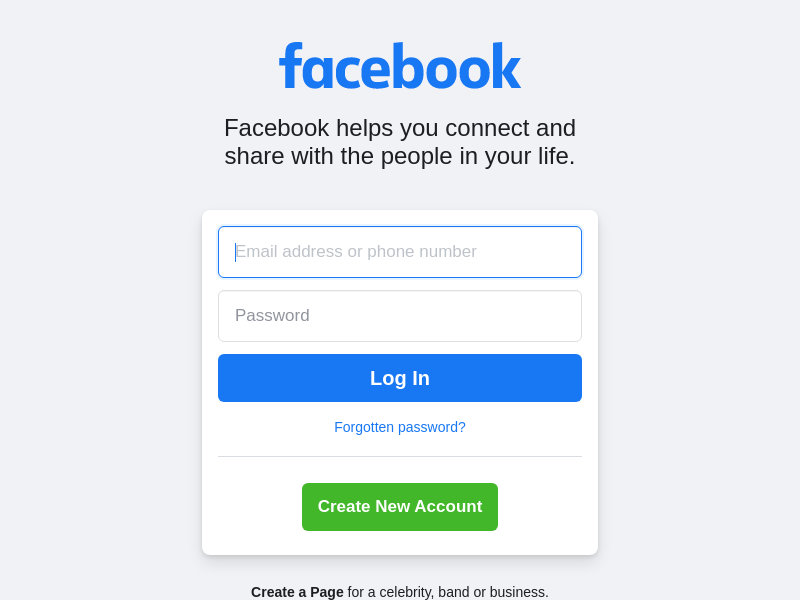 facebook
Facebook helps you connect and
share with the people in your life.
Email address or phone number
Password
Log In
Forgotten password?
Create New Account
Create a Page for a celebrity, band or business.